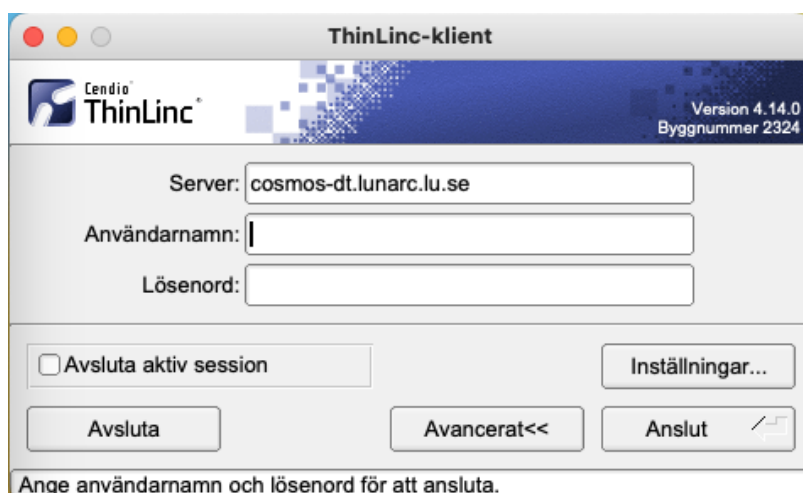 ThinLinc-klient
Cendio®
ThinLinc®
Version 4.14.0
Byggnummer 2324
Server: cosmos-dt.lunarc.lu.se
Användarnamn:
Lösenord:
Avsluta aktiv session
Inställningar...
Avsluta Avancerat<< Anslut
Ange användarnamn och lösenord för att ansluta.